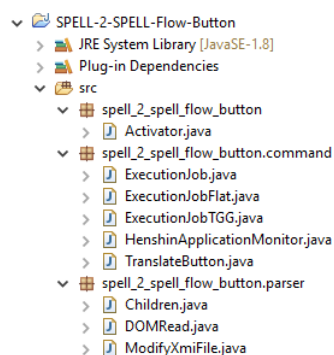 SPELL-2-SPELL-Flow-Button
JRE System Library [JavaSE-1.8]
Plug-in Dependencies
src
spell_2_spell_flow_button
Activator.java
spell_2_spell_flow_button.command
ExecutionJob.java
ExecutionJobFlat.java
ExecutionJobTGG.java
HenshinApplicationMonitor.java
TranslateButton.java
spell_2_spell_flow_button.parser
Children.java
DOMRead.java
ModifyXmiFile.java